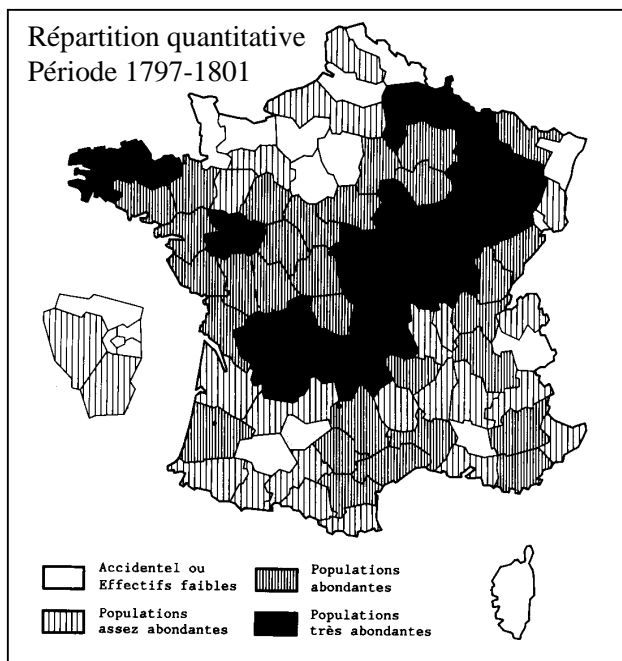 Répartition quantitative
Période 1797-1801
Accidentel ou
Effectifs faibles
Populations
assez abondantes
Populations
abondantes
Populations
très abondantes